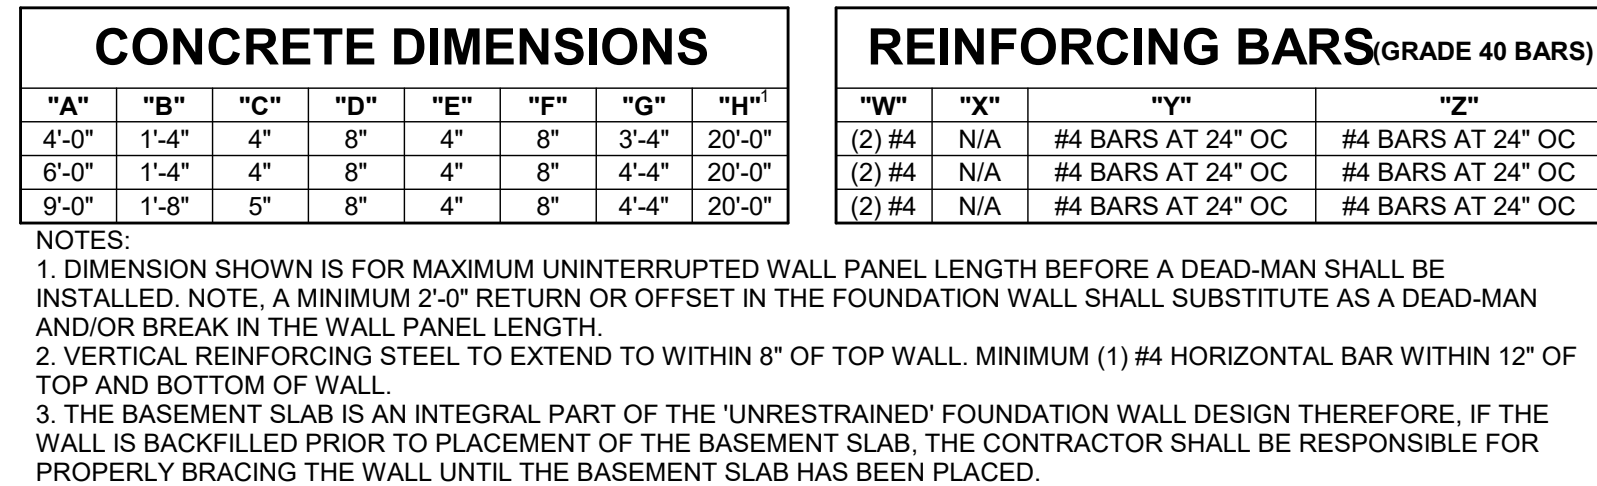 CONCRETE DIMENSIONS
"A" "B" "C" "D" "E" "F" "G" "H"1
4'-0" 1'-4" 4" 8" 4" 8" 3'-4" 20'-0"
6'-0" 1'-4" 4" 8" 4" 8" 4'-4" 20'-0"
9'-0" 1'-8" 5" 8" 4" 8" 4'-4" 20'-0"
REINFORCING BARS(GRADE 40 BARS)
"W" "X" "Y" "Z"
(2) #4 N/A #4 BARS AT 24" OC #4 BARS AT 24" OC
(2) #4 N/A #4 BARS AT 24" OC #4 BARS AT 24" OC
(2) #4 N/A #4 BARS AT 24" OC #4 BARS AT 24" OC
NOTES:
1. DIMENSION SHOWN IS FOR MAXIMUM UNINTERRUPTED WALL PANEL LENGTH BEFORE A DEAD-MAN SHALL BE
INSTALLED. NOTE, A MINIMUM 2'-0" RETURN OR OFFSET IN THE FOUNDATION WALL SHALL SUBSTITUTE AS A DEAD-MAN
AND/OR BREAK IN THE WALL PANEL LENGTH.
2. VERTICAL REINFORCING STEEL TO EXTEND TO WITHIN 8" OF TOP WALL. MINIMUM (1) #4 HORIZONTAL BAR WITHIN 12" OF
TOP AND BOTTOM OF WALL.
3. THE BASEMENT SLAB IS AN INTEGRAL PART OF THE 'UNRESTRAINED' FOUNDATION WALL DESIGN THEREFORE, IF THE
WALL IS BACKFILLED PRIOR TO PLACEMENT OF THE BASEMENT SLAB, THE CONTRACTOR SHALL BE RESPONSIBLE FOR
PROPERLY BRACING THE WALL UNTIL THE BASEMENT SLAB HAS BEEN PLACED.